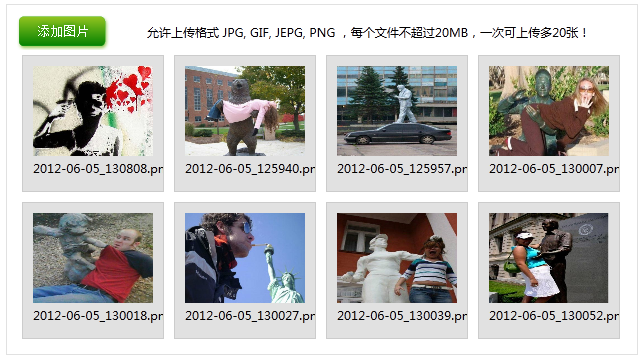 添加图片
允许上传格式 JPG, GIF, JEPG, PNG ，每个文件不超过20MB，一次可上传多20张！
2012-06-05_130808.pr
2012-06-05_125940.pr
2012-06-05_125957.pr
2012-06-05_130007.pr
2012-06-05_130018.pr
2012-06-05_130027.pr
2012-06-05_130039.pr
2012-06-05_130052.pr